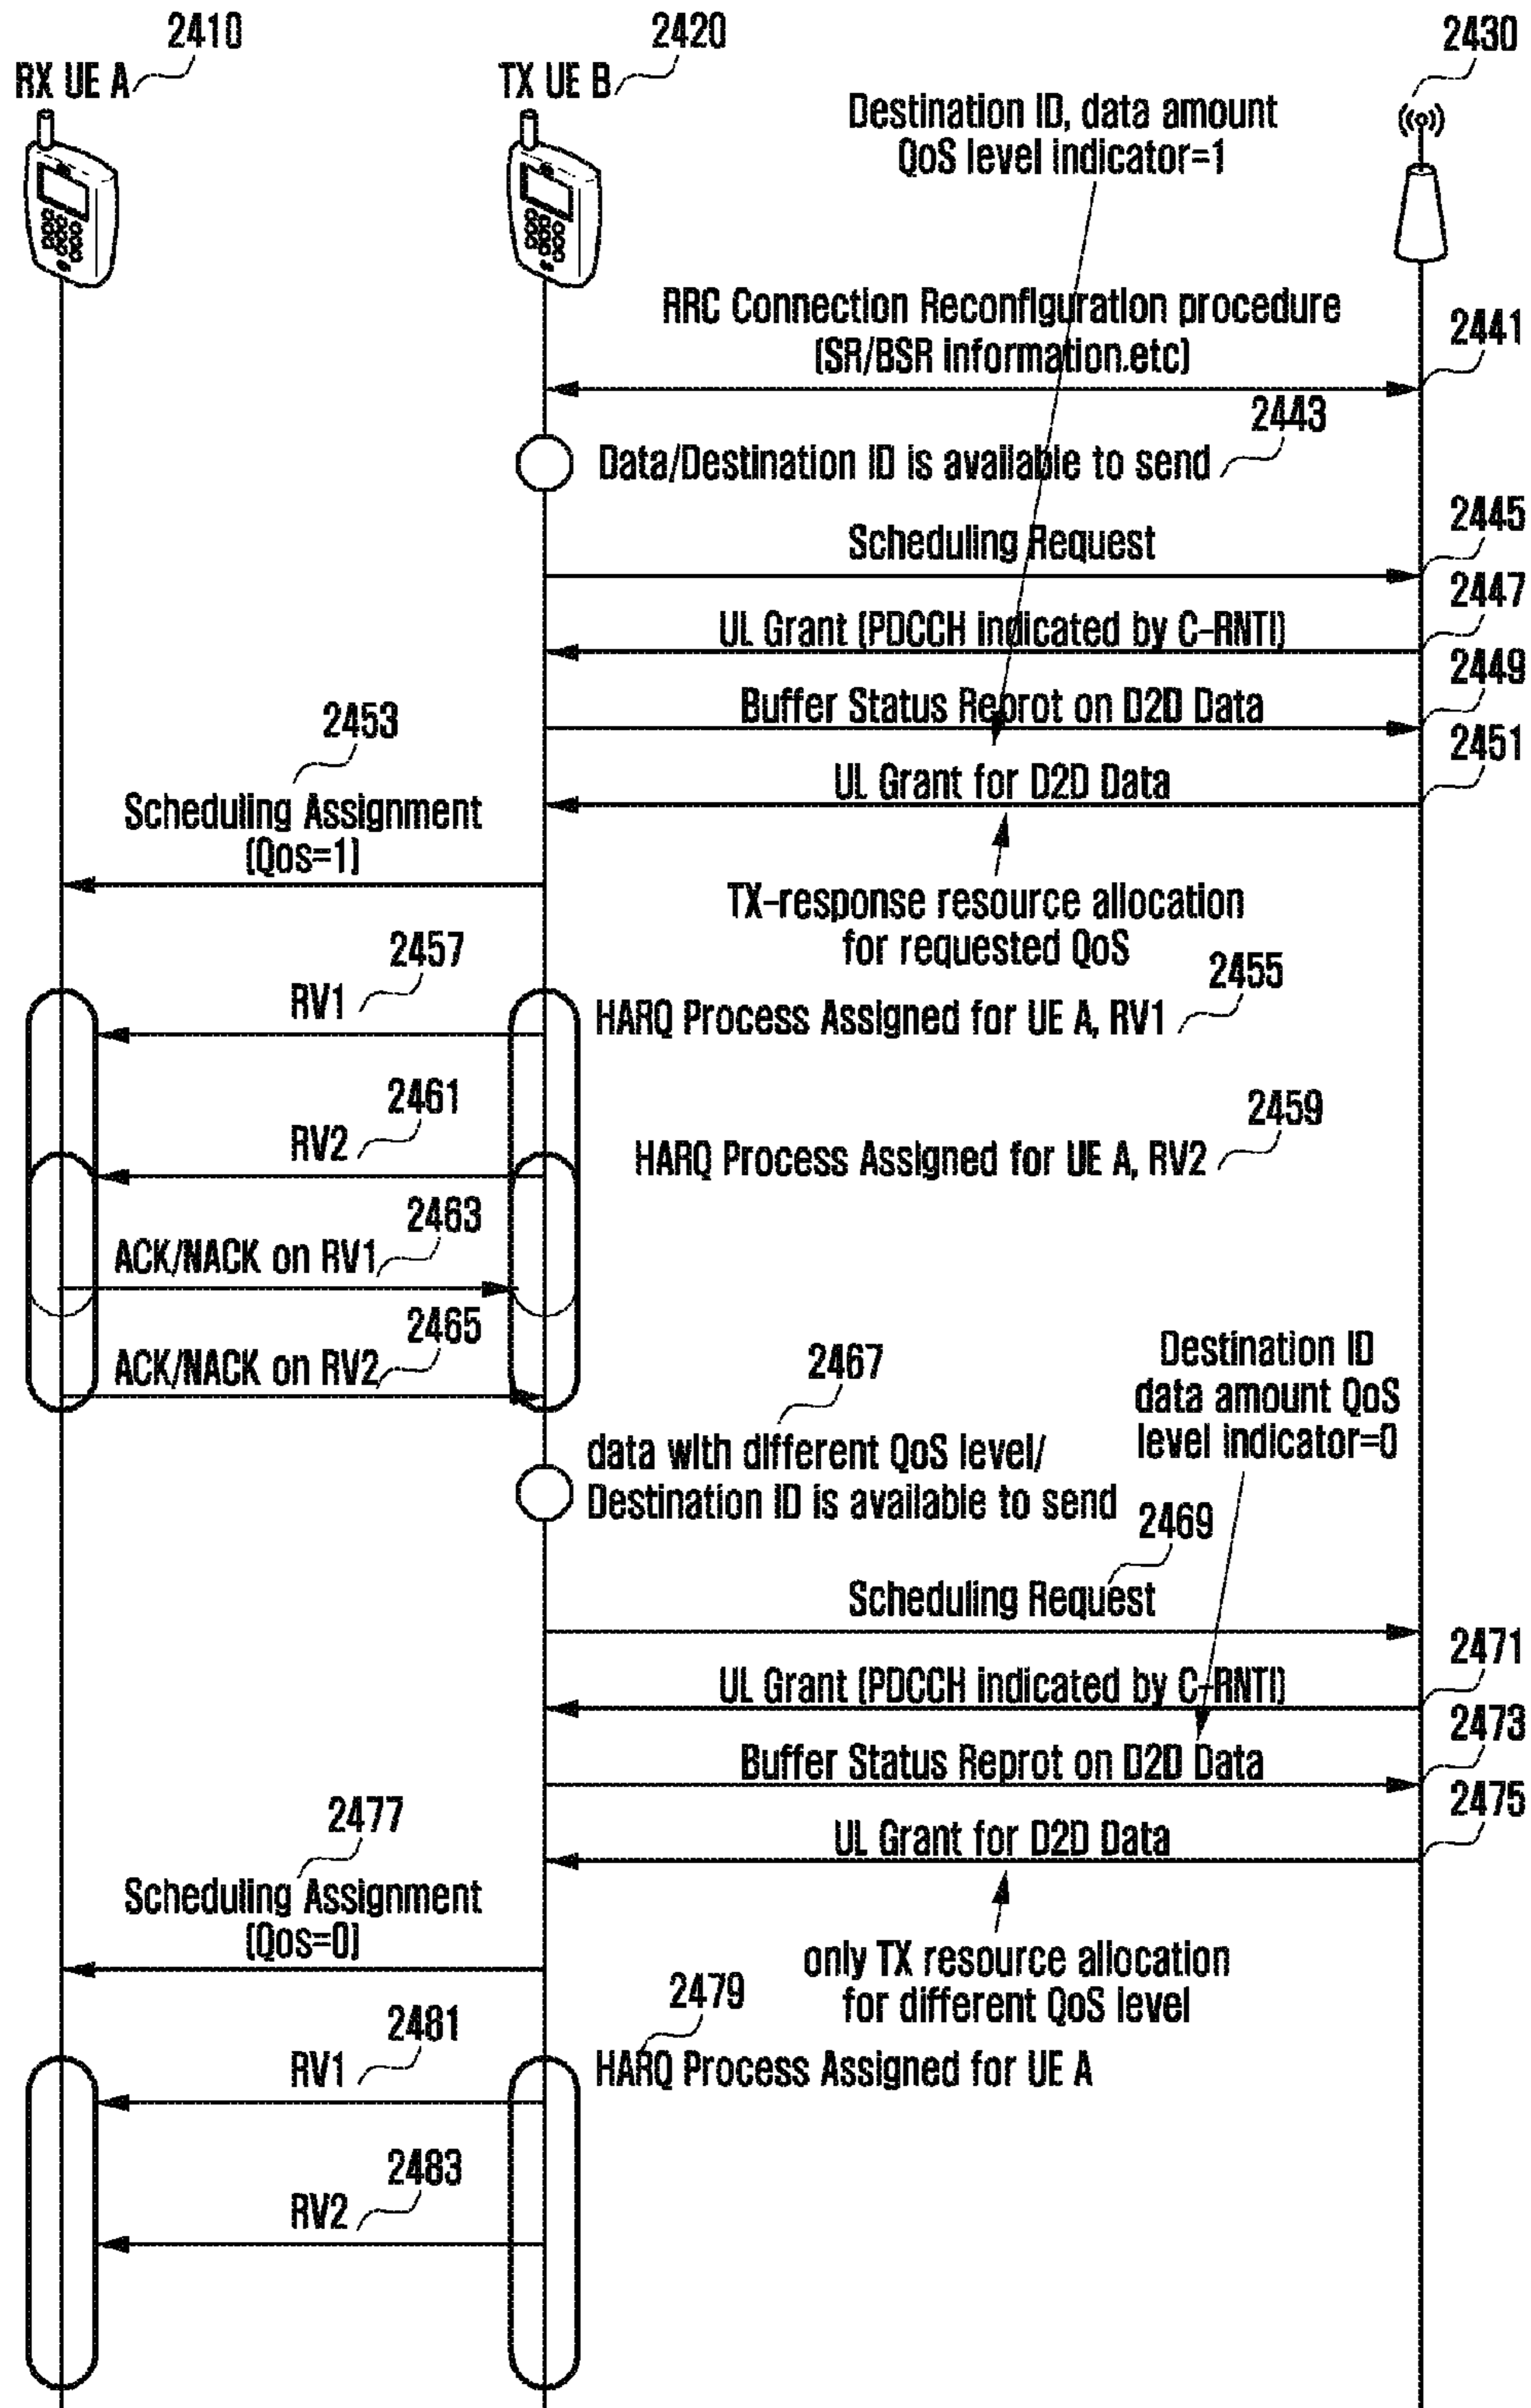 2410
RX UE A
2420
TX UE B
2430
Destination ID, data amount
QoS level indicator=1
RRC Connection Reconfiguration procedure
(SR/BSR information.etc)
2441
2443
Data/Destination ID is available to send
2445
Scheduling Request
2447
UL Grant (PDCCH indicated by C-RNTI)
2449
Buffer Status Reprot on D2D Data
2451
UL Grant for D2D Data
2453
Scheduling Assignment
(Qos=1)
TX-response resource allocation
for requested QoS
2457
RV1
2455
HARQ Process Assigned for UE A, RV1
2461
RV2
2459
HARQ Process Assigned for UE A, RV2
2463
ACK/NACK on RV1
2465
ACK/NACK on RV2
2467
data with different QoS level/
Destination ID is available to send
Destination ID
data amount QoS
level indicator=0
2469
Scheduling Request
2471
UL Grant (PDCCH indicated by C-RNTI)
2473
Buffer Status Reprot on D2D Data
2475
UL Grant for D2D Data
2477
Scheduling Assignment
(Qos=0)
only TX resource allocation
for different QoS level
2479
HARQ Process Assigned for UE A
2481
RV1
2483
RV2